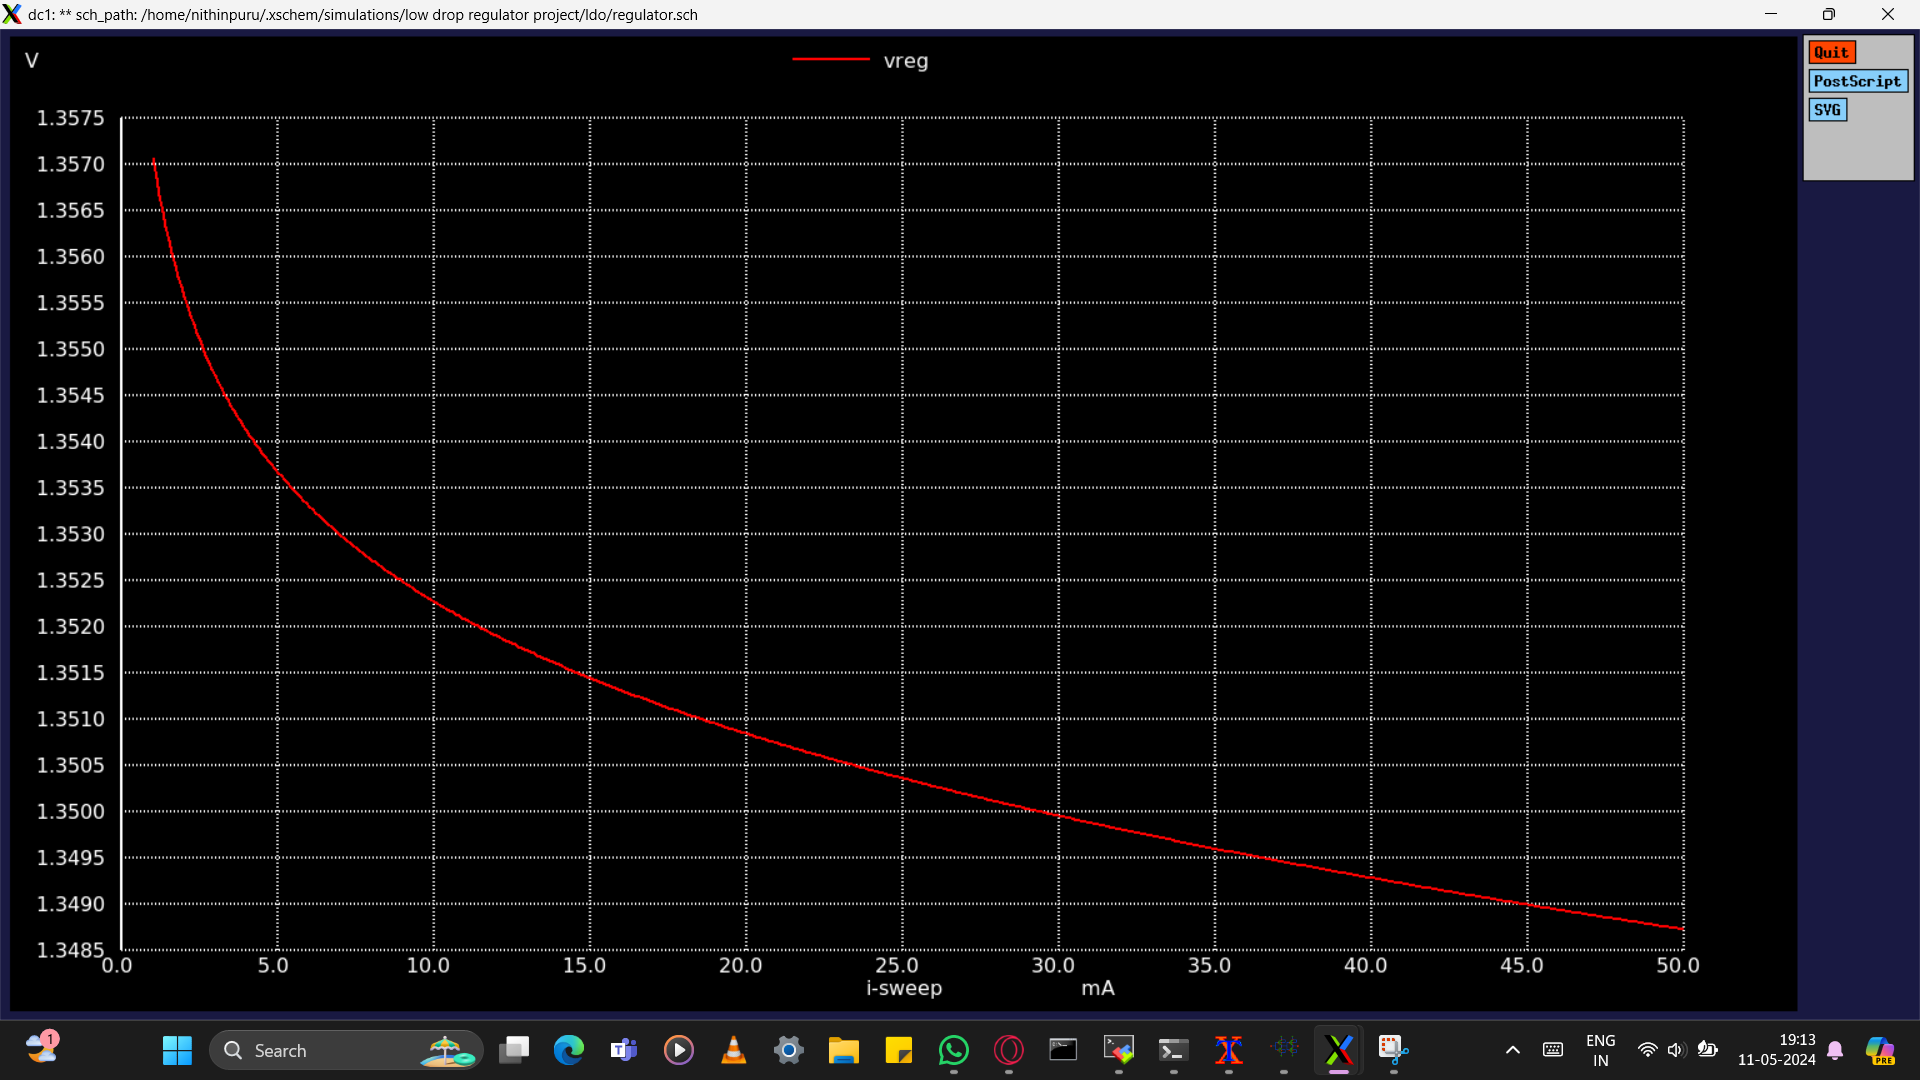 dc1: ** sch_path: /home/nithinpuru/.xschem/simulations/low drop regulator project/ldo/regulator.sch
V
vreg
Quit
PostScript
SVG
1.3575
1.3570
1.3565
1.3560
1.3555
1.3550
1.3545
1.3540
1.3535
1.3530
1.3525
1.3520
1.3515
1.3510
1.3505
1.3500
1.3495
1.3490
1.3485
0.0 5.0 10.0 15.0 20.0 25.0 30.0 35.0 40.0 45.0 50.0
i-sweep mA
1
Search
ENG
IN
19:13
11-05-2024
PRE